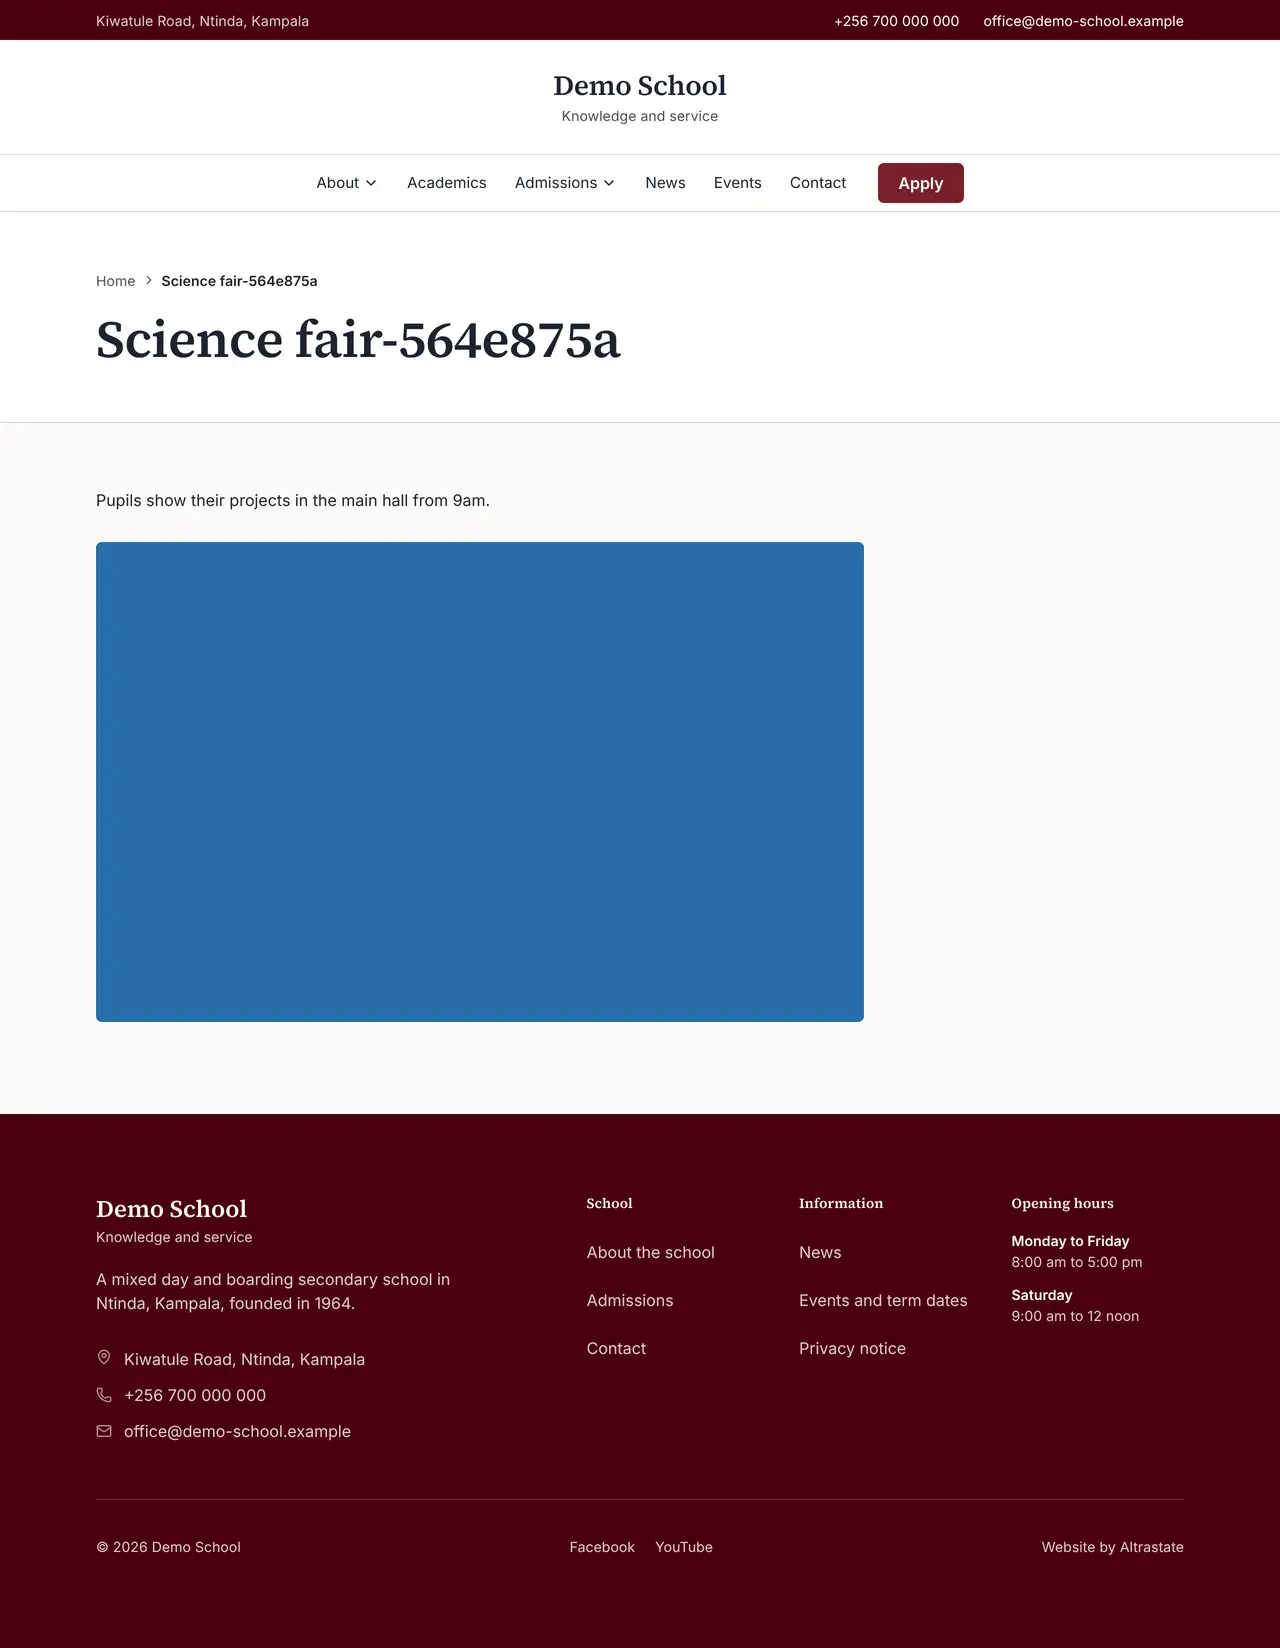 Kiwatule Road, Ntinda, Kampala
+256 700 000 000
office@demo-school.example
Demo School
Knowledge and service
About
Academics
Admissions
News
Events
Contact
Apply
Home
Science fair-564e875a
Science fair-564e875a
Pupils show their projects in the main hall from 9am.
Demo School
Knowledge and service
A mixed day and boarding secondary school in
Ntinda, Kampala, founded in 1964.
Kiwatule Road, Ntinda, Kampala
+256 700 000 000
office@demo-school.example
School
About the school
Admissions
Contact
Information
News
Events and term dates
Privacy notice
Opening hours
Monday to Friday
8:00 am to 5:00 pm
Saturday
9:00 am to 12 noon
© 2026 Demo School
Facebook
YouTube
Website by Altrastate